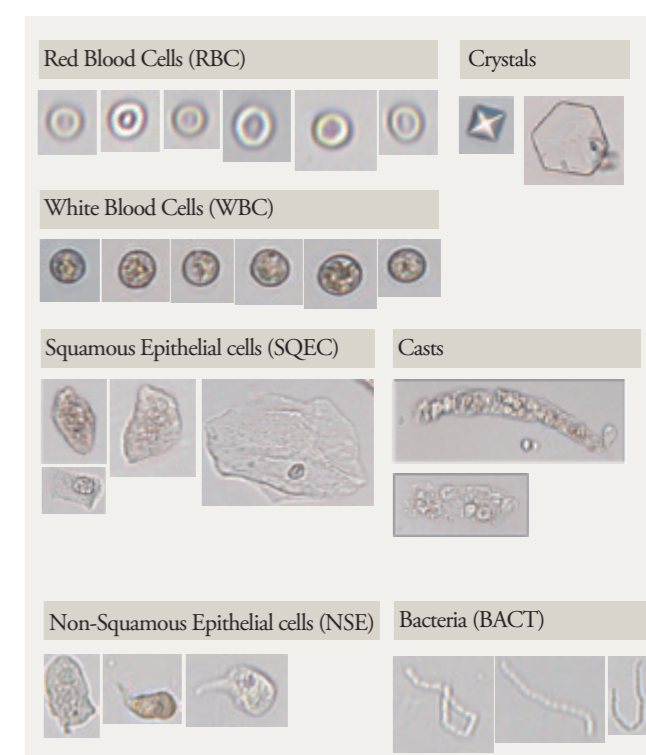 Red Blood Cells (RBC)
Crystals
White Blood Cells (WBC)
Squamous Epithelial cells (SQEC)
Casts
Non-Squamous Epithelial cells (NSE)
Bacteria (BACT)